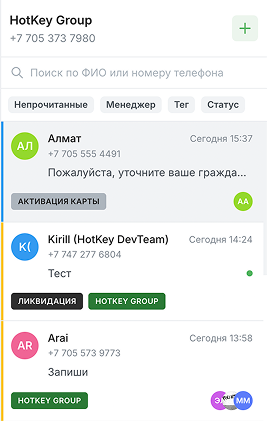 HotKey Group
+7 705 373 7980
Поиск по ФИО или номеру телефона
Непрочитанные Менеджер Тег Статус
АЛ Алмат Сегодня 15:37
+7 705 555 4491
Пожалуйста, уточните ваше гражда...
АКТИВАЦИЯ КАРТЫ АА
K( Kirill (HotKey DevTeam) Сегодня 14:24
+7 747 277 6804
Тест
ЛИКВИДАЦИЯ HOTKEY GROUP
AR Arai Сегодня 13:58
+7 705 573 9773
Запиши
HOTKEY GROUP ММ